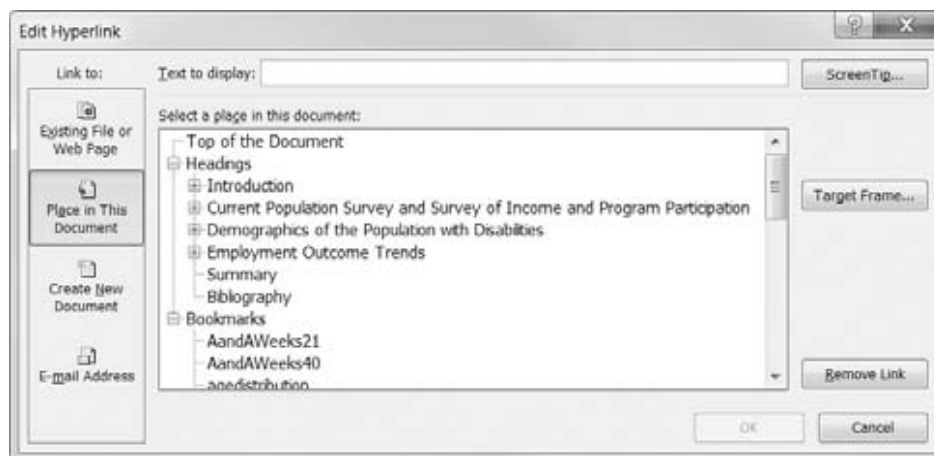 Edit Hyperlink
Link to:
Text to display:
ScreenTip...
Existing File or
Web Page
Place in This
Document
Create New
Document
E-mail Address
Select a place in this document:
Top of the Document
Headings
Introduction
Current Population Survey and Survey of Income and Program Participation
Demographics of the Population with Disabilities
Employment Outcome Trends
Summary
Bibliography
Bookmarks
AandAWeeks21
AandAWeeks40
agedistribution
Target Frame...
Remove Link
OK
Cancel